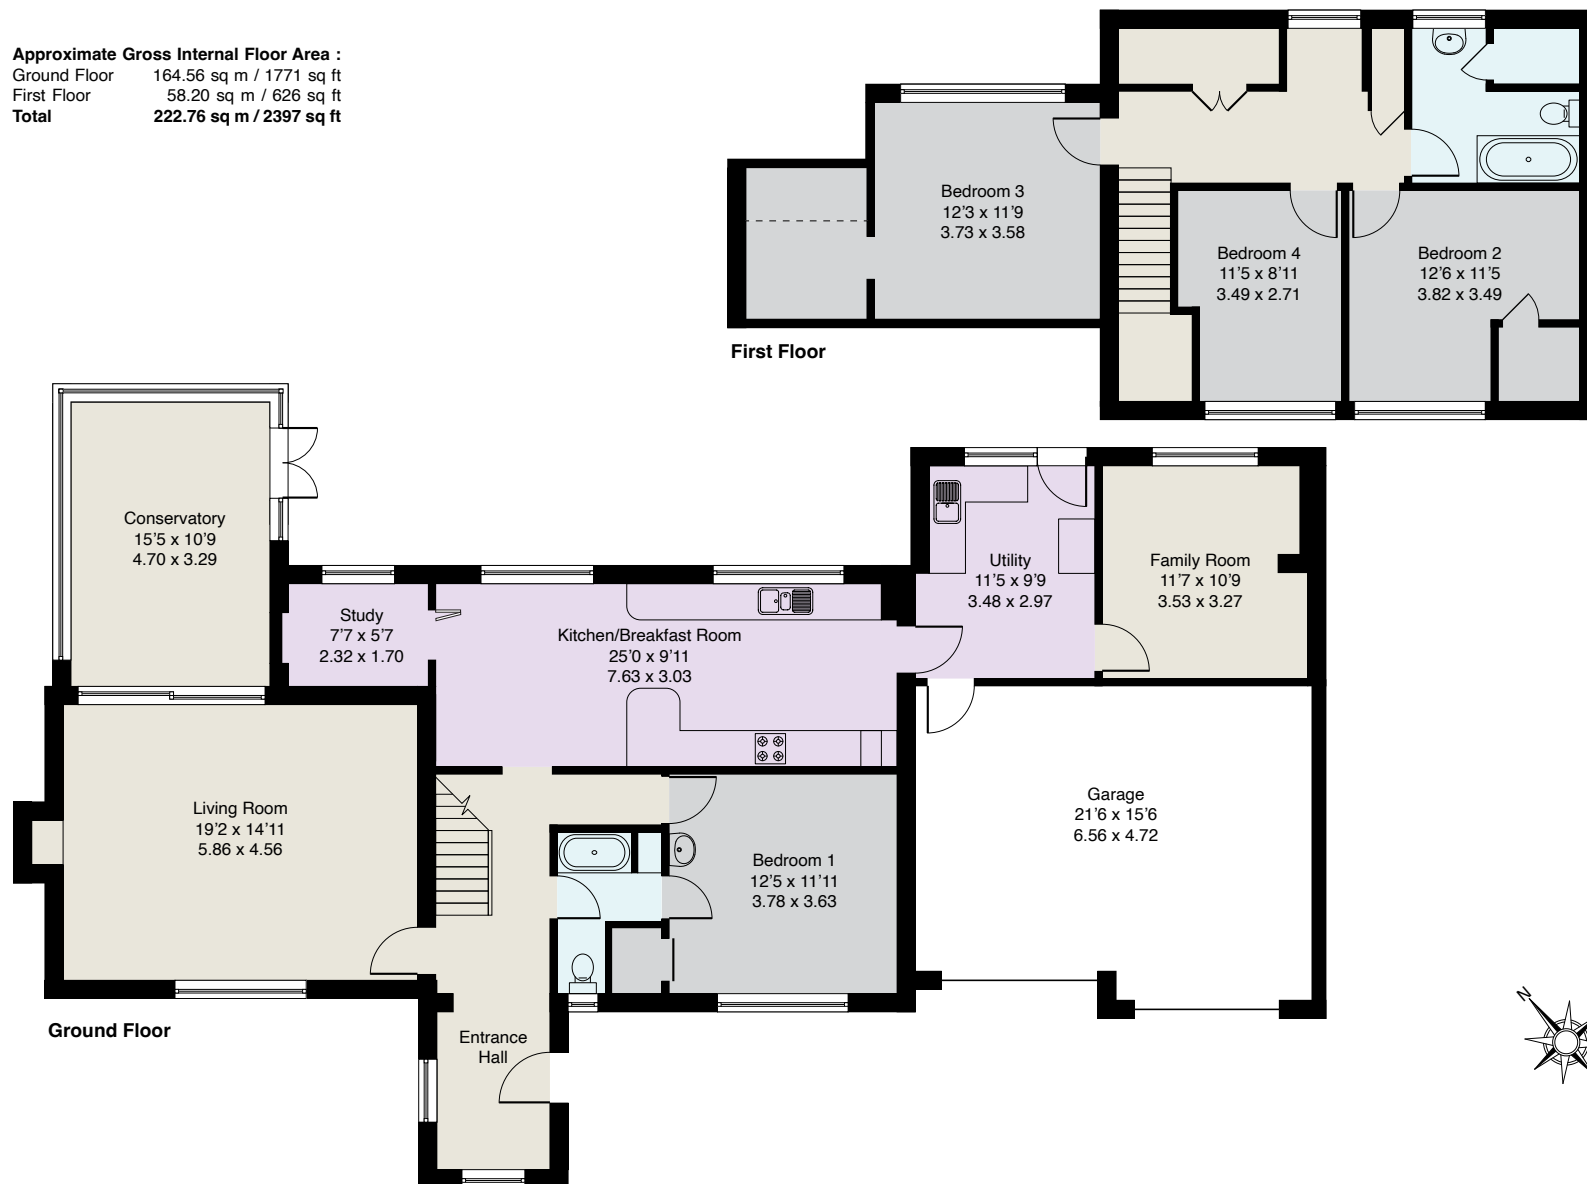 Approximate Gross Internal Floor Area :
Ground Floor 164.56 sq m / 1771 sq ft
First Floor 58.20 sq m / 626 sq ft
Total 222.76 sq m / 2397 sq ft
Bedroom 3
12'3 x 11'9
3.73 x 3.58
Bedroom 4
11'5 x 8'11
3.49 x 2.71
Bedroom 2
12'6 x 11'5
3.82 x 3.49
First Floor
Conservatory
15'5 x 10'9
4.70 x 3.29
Study
7'7 x 5'7
2.32 x 1.70
Kitchen/Breakfast Room
25'0 x 9'11
7.63 x 3.03
Utility
11'5 x 9'9
3.48 x 2.97
Family Room
11'7 x 10'9
3.53 x 3.27
Living Room
19'2 x 14'11
5.86 x 4.56
Bedroom 1
12'5 x 11'11
3.78 x 3.63
Garage
21'6 x 15'6
6.56 x 4.72
Ground Floor
Entrance
Hall
N